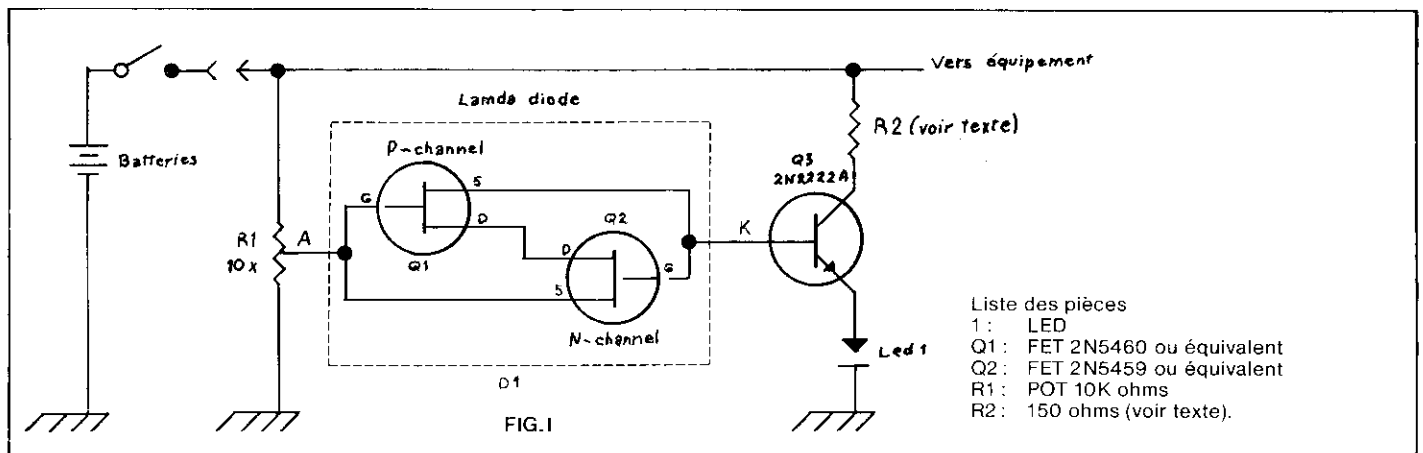 Vers équipement
Lamda diode
R2 (voir texte)
P-channel
Q3
2N2222A
Batteries
S
G
D
Q2
K
R1
10 x
A
Q1
D
G
S
N-channel
Led 1
D1
FIG.1
Liste des pièces
1 : LED
Q1 : FET 2N5460 ou équivalent
Q2 : FET 2N5459 ou équivalent
R1 : POT 10K ohms
R2 : 150 ohms (voir texte).